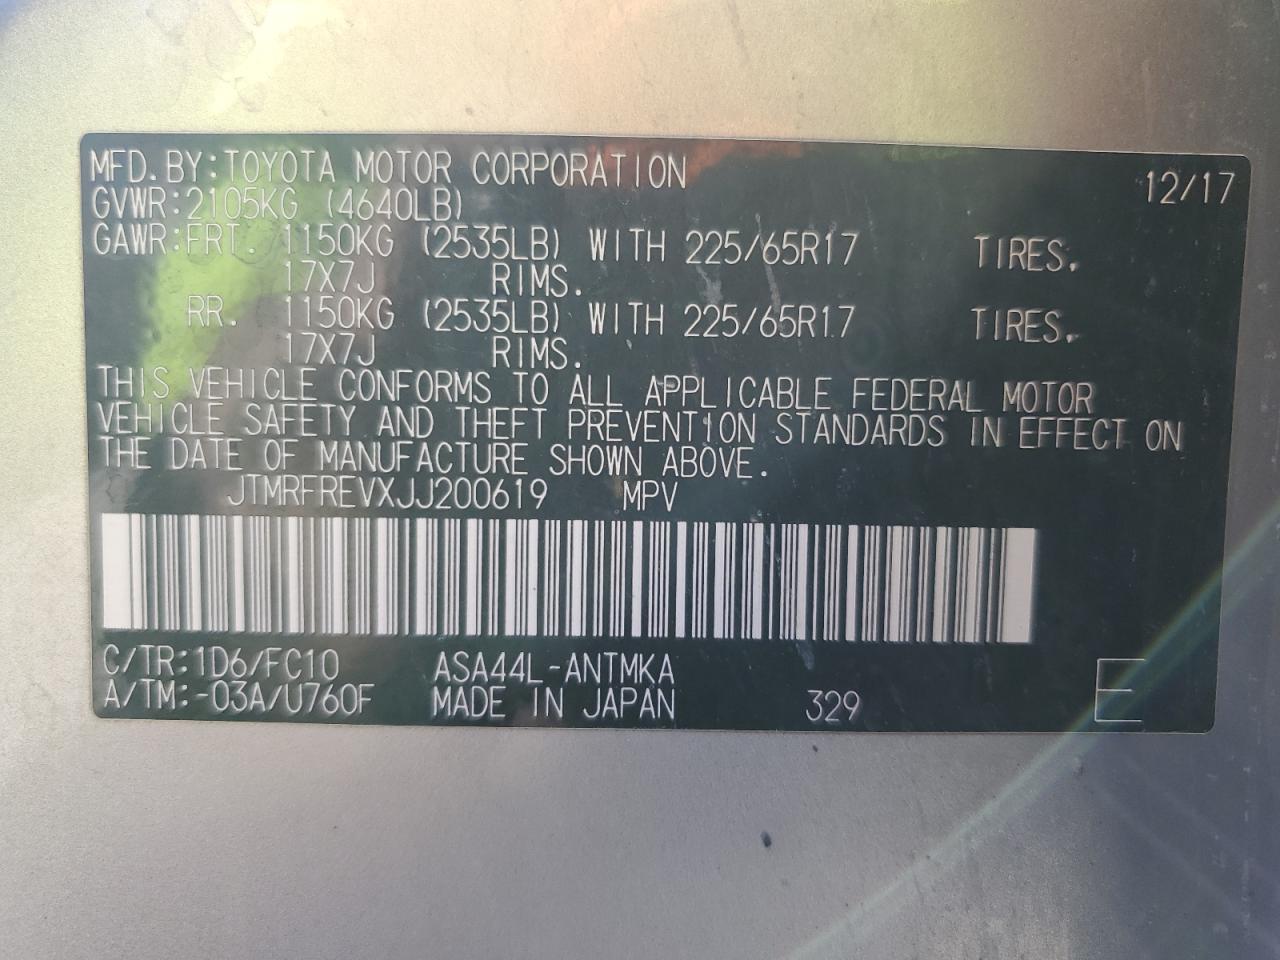 MFD. BY: TOYOTA MOTOR CORPORATION 12/17
GVWR: 2105KG (4640LB)
GAWR: FRT. 1150KG (2535LB) WITH 225/65R17 TIRES.
17X7J RIMS.
RR. 1150KG (2535LB) WITH 225/65R17 TIRES.
17X7J RIMS.
THIS VEHICLE CONFORMS TO ALL APPLICABLE FEDERAL MOTOR
VEHICLE SAFETY AND THEFT PREVENTION STANDARDS IN EFFECT ON
THE DATE OF MANUFACTURE SHOWN ABOVE.
JTMRFREVXJJ200619 MPV
C/TR: 1D6/FC10 ASA44L-ANTMKA
A/TM: -03A/U760F MADE IN JAPAN 329 E